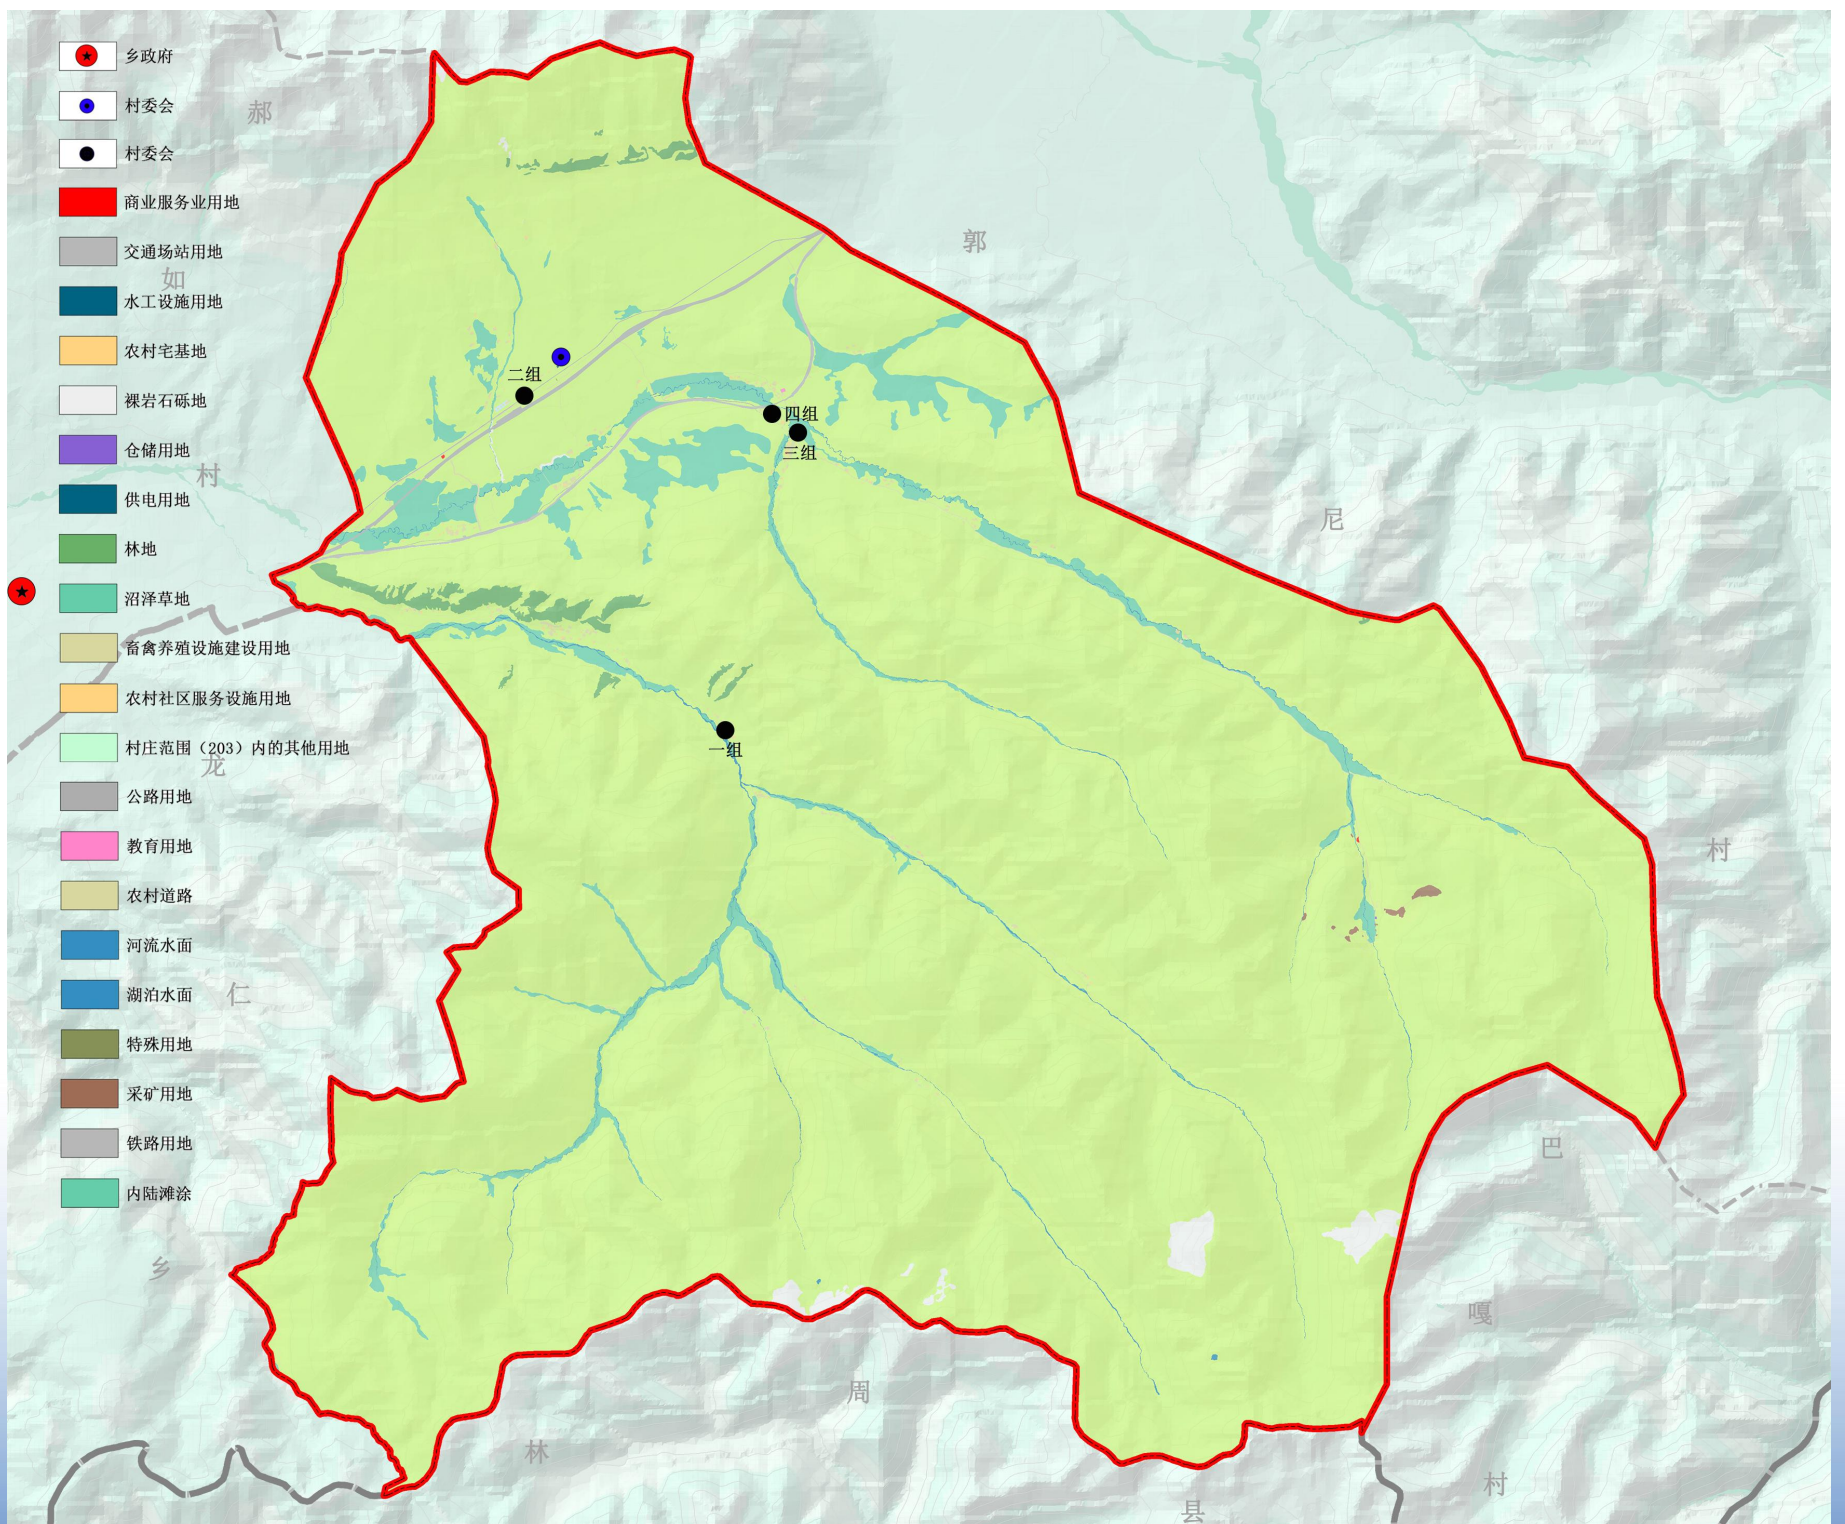 乡政府
村委会
村委会
商业服务业用地
交通场站用地
水工设施用地
农村宅基地
裸岩石砾地
仓储用地
供电用地
林地
沼泽草地
畜禽养殖设施建设用地
农村社区服务设施用地
村庄范围（203）内的其他用地
公路用地
教育用地
农村道路
河流水面
湖泊水面
特殊用地
采矿用地
铁路用地
内陆滩涂
郝
如
村
龙
仁
乡
二组
四组
三组
一组
郭
尼
村
巴
嘎
村
林
周
县